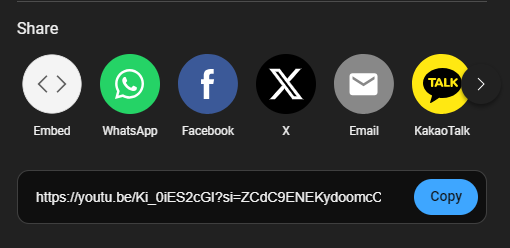 Share
TALK
Embed WhatsApp Facebook X Email KakaoTalk
https://youtu.be/Ki_0iES2cGI?si=ZCdC9ENEKydoomcC Copy